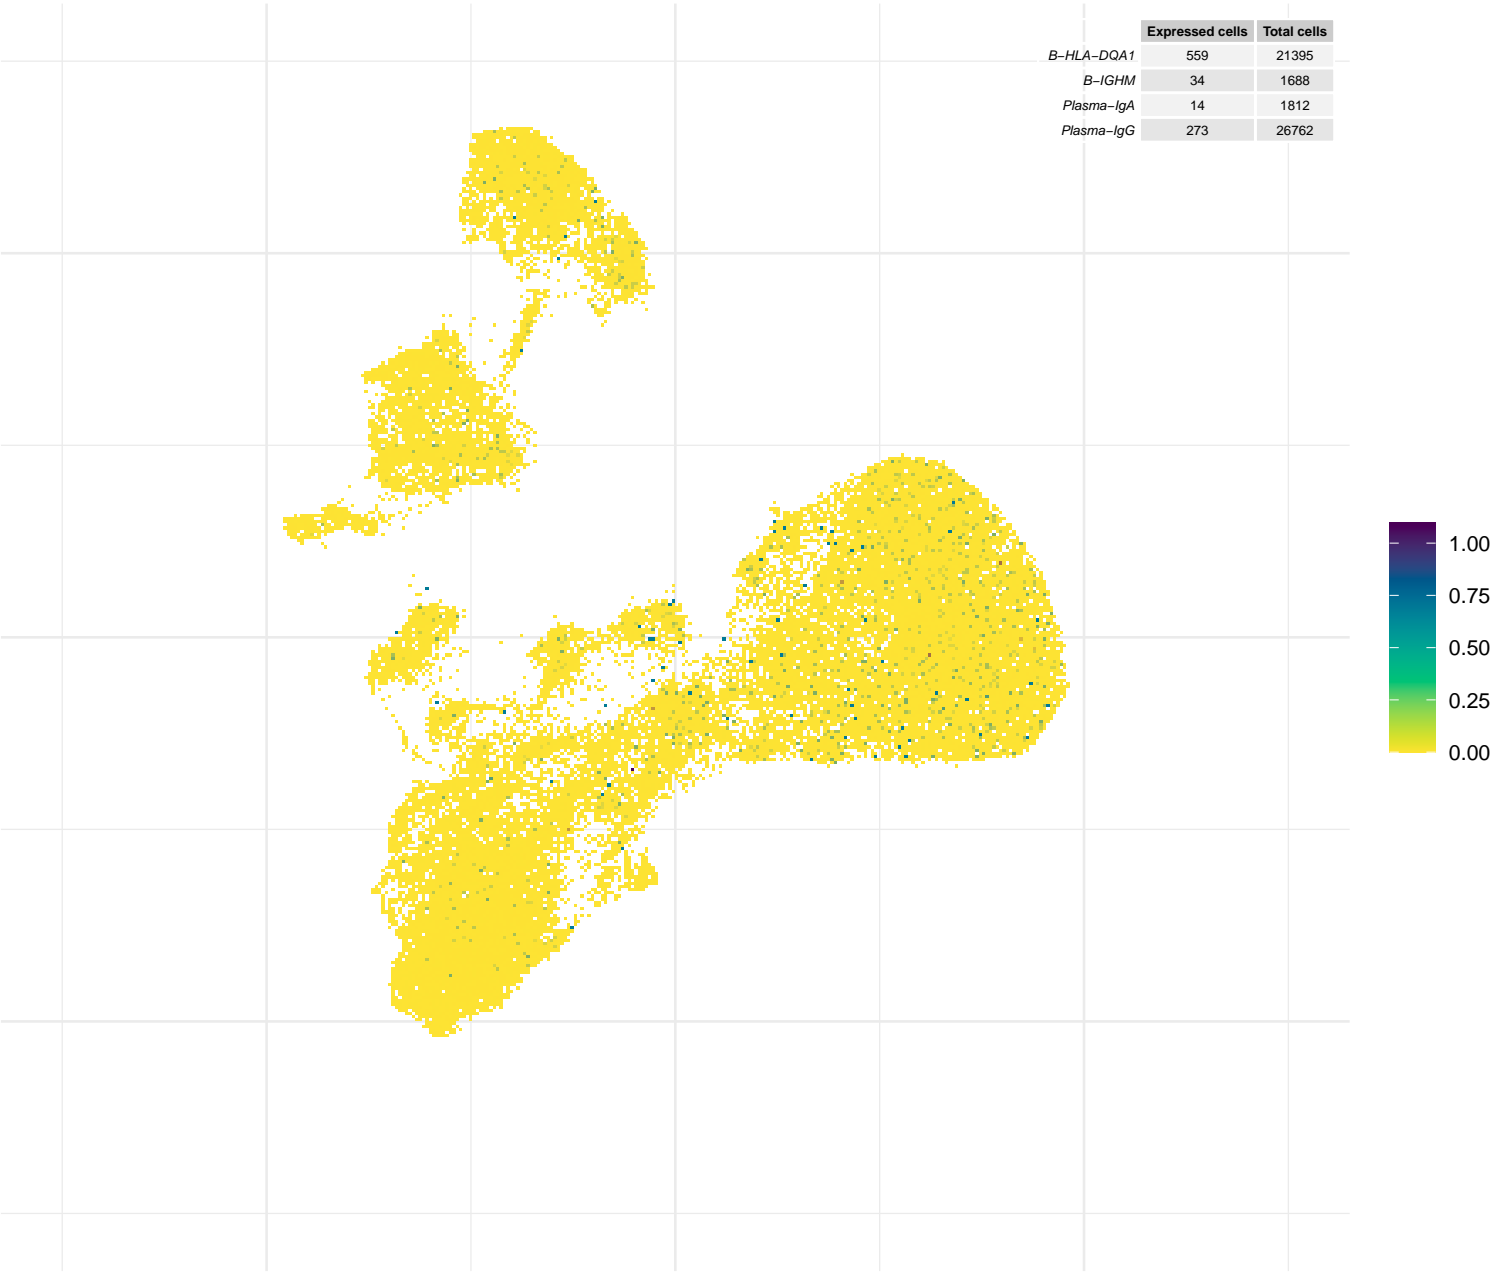 Expressed cells Total cells
B−HLA−DQA1 559 21395
B−IGHM 34 1688
Plasma−IgA 14 1812
Plasma−IgG 273 26762
1.00
0.75
0.50
0.25
0.00